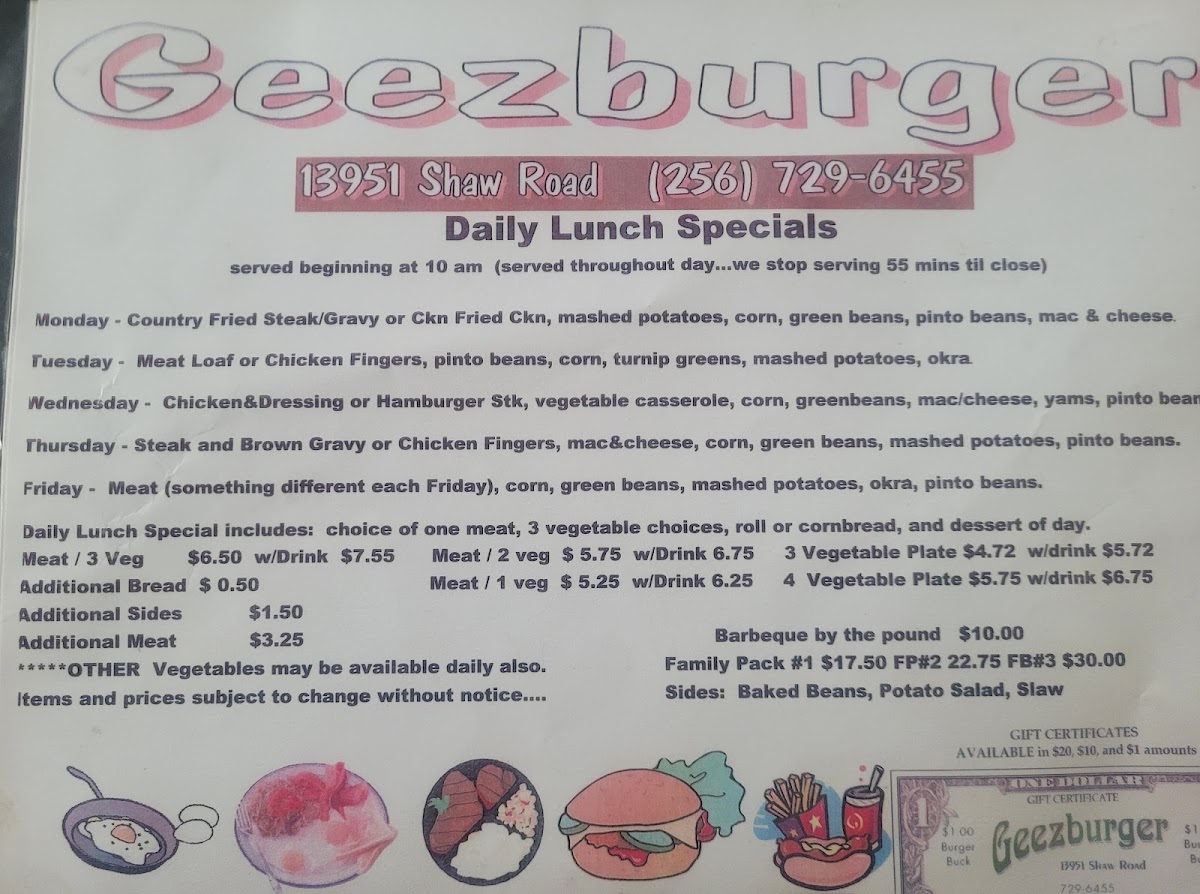 Geezburger
13951 Shaw Road (256) 729-6455
Daily Lunch Specials
served beginning at 10 am (served throughout day...we stop serving 55 mins til close)
Monday - Country Fried Steak/Gravy or Ckn Fried Ckn, mashed potatoes, corn, green beans, pinto beans, mac & cheese.
Tuesday - Meat Loaf or Chicken Fingers, pinto beans, corn, turnip greens, mashed potatoes, okra
Wednesday - Chicken&Dressing or Hamburger Stk, vegetable casserole, corn, greenbeans, mac/cheese, yams, pinto bean
Thursday - Steak and Brown Gravy or Chicken Fingers, mac&cheese, corn, green beans, mashed potatoes, pinto beans.
Friday - Meat (something different each Friday), corn, green beans, mashed potatoes, okra, pinto beans.
Daily Lunch Special includes: choice of one meat, 3 vegetable choices, roll or cornbread, and dessert of day.
Meat / 3 Veg $6.50 w/Drink $7.55 Meat / 2 veg $ 5.75 w/Drink 6.75 3 Vegetable Plate $4.72 w/drink $5.72
Additional Bread $ 0.50 Meat / 1 veg $ 5.25 w/Drink 6.25 4 Vegetable Plate $5.75 w/drink $6.75
Additional Sides $1.50
Additional Meat $3.25 Barbeque by the pound $10.00
*****OTHER Vegetables may be available daily also. Family Pack #1 $17.50 FP#2 22.75 FB#3 $30.00
Items and prices subject to change without notice.... Sides: Baked Beans, Potato Salad, Slaw
GIFT CERTIFICATES
AVAILABLE in $20, $10, and $1 amounts
ONE DOLLAR
GIFT CERTIFICATE
1
$1 00
Burger
Buck
Geezburger
13951 Shaw Road
729-6455
$1
Bu